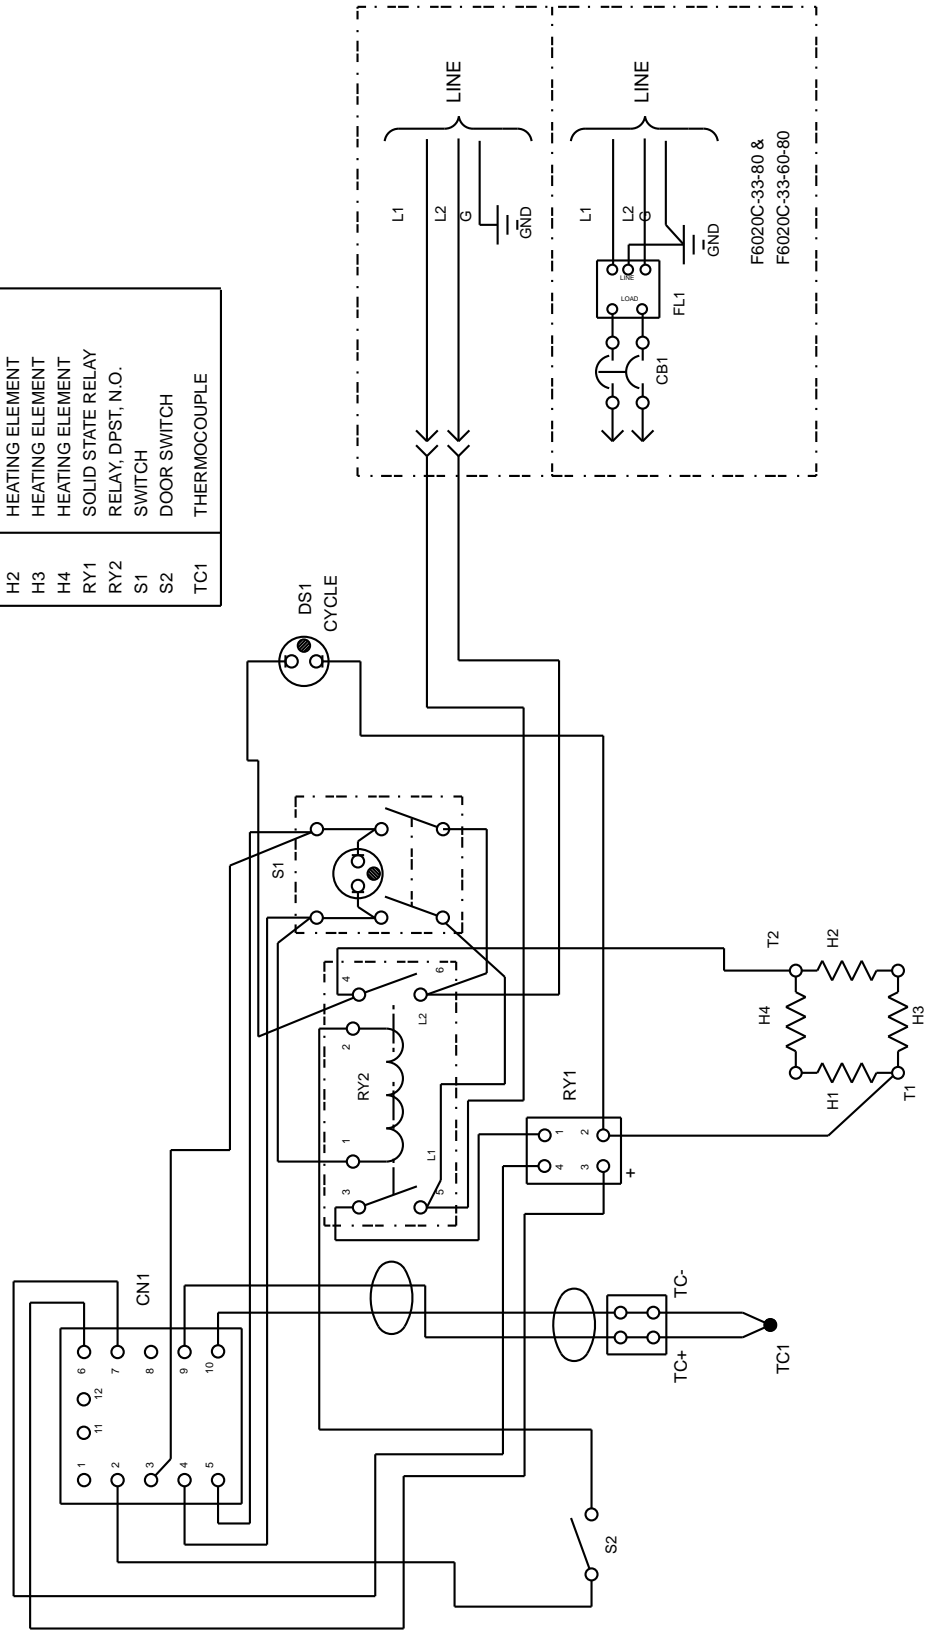 H2 HEATING ELEMENT
H3 HEATING ELEMENT
H4 HEATING ELEMENT
RY1 SOLID STATE RELAY
RY2 RELAY, DPST, N.O.
S1 SWITCH
S2 DOOR SWITCH
TC1 THERMOCOUPLE
LINE
L1
L2
G
GND
LINE
L1
L2
G
GND
LINE
LOAD
FL1
CB1
F6020C-33-80 &
F6020C-33-60-80
DS1
CYCLE
S1
4
6
2
L2
RY2
1
L1
3
5
RY1
1
2
4
3
+
T2
H2
H4
H3
H1
T1
CN1
6
7
8
9
10
12
11
1
2
3
4
5
TC-
TC+
TC1
S2